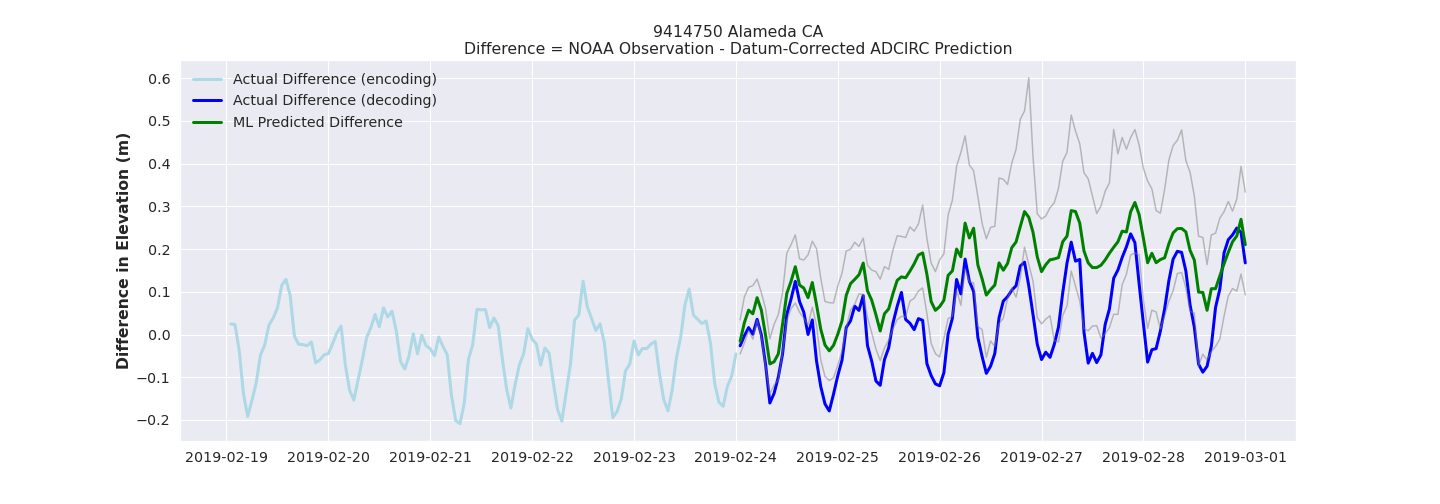 9414750 Alameda CA
Difference = NOAA Observation - Datum-Corrected ADCIRC Prediction
Actual Difference (encoding)
Actual Difference (decoding)
ML Predicted Difference
Difference in Elevation (m)
0.6
0.5
0.4
0.3
0.2
0.1
0.0
−0.1
−0.2
2019-02-19 2019-02-20 2019-02-21 2019-02-22 2019-02-23 2019-02-24 2019-02-25 2019-02-26 2019-02-27 2019-02-28 2019-03-01